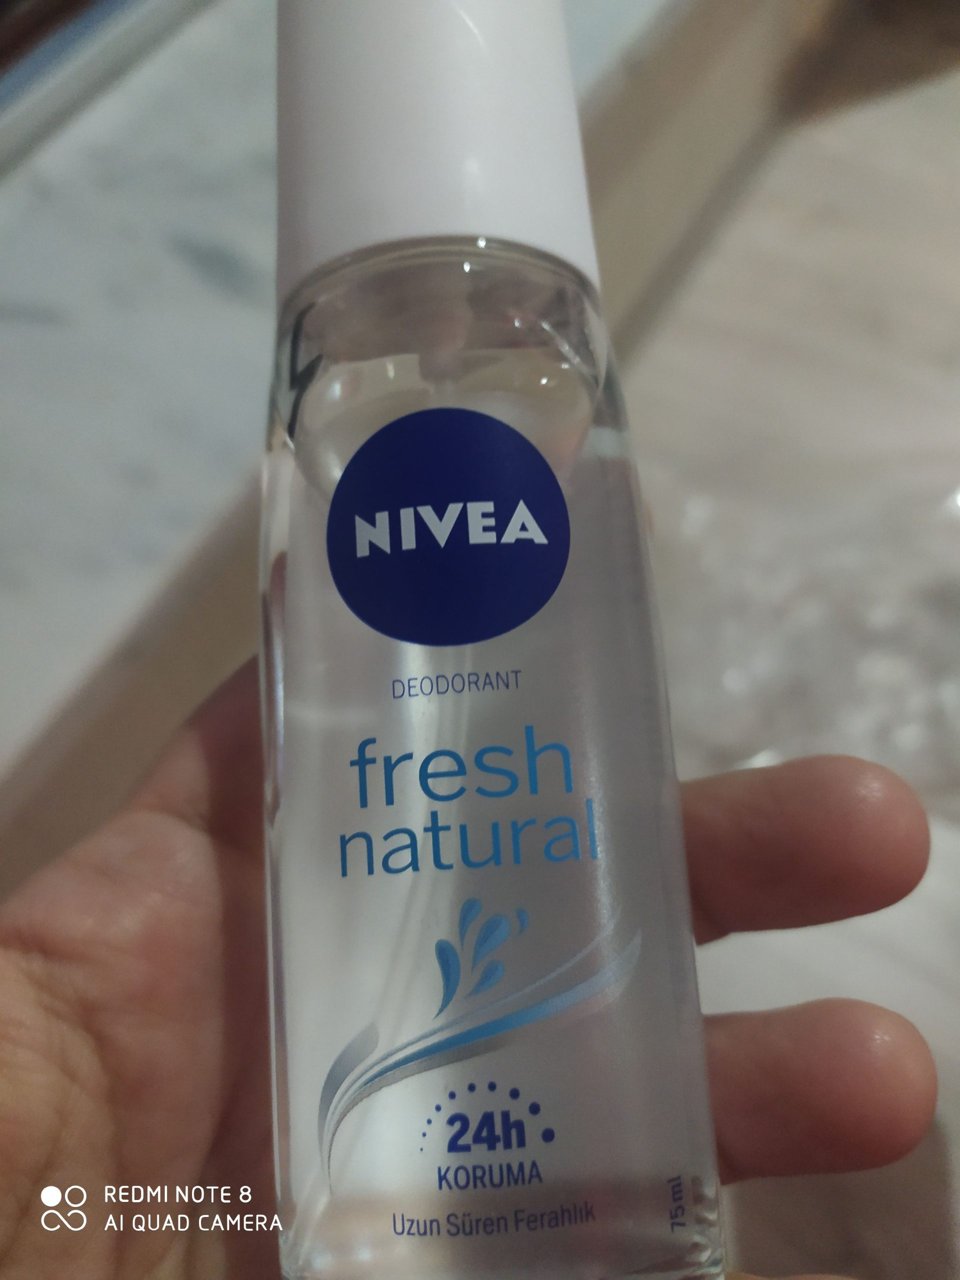 NIVEA
DEODORANT
fresh
natural
24h
KORUMA
Uzun Süren Ferahlık
75ml
REDMI NOTE 8
AI QUAD CAMERA